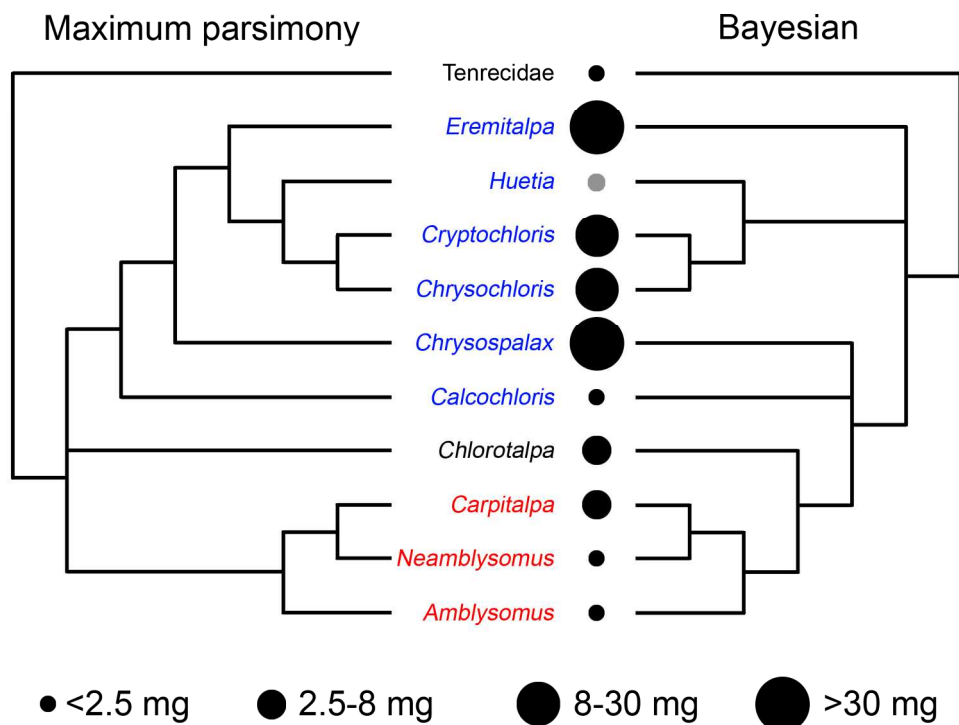 Maximum parsimony Bayesian
Tenrecidae
Eremitalpa
Huetia
Cryptochloris
Chrysochloris
Chrysospalax
Calcochloris
Chlorotalpa
Carpitalpa
Neamblysomus
Amblysomus
<2.5 mg 2.5-8 mg 8-30 mg >30 mg